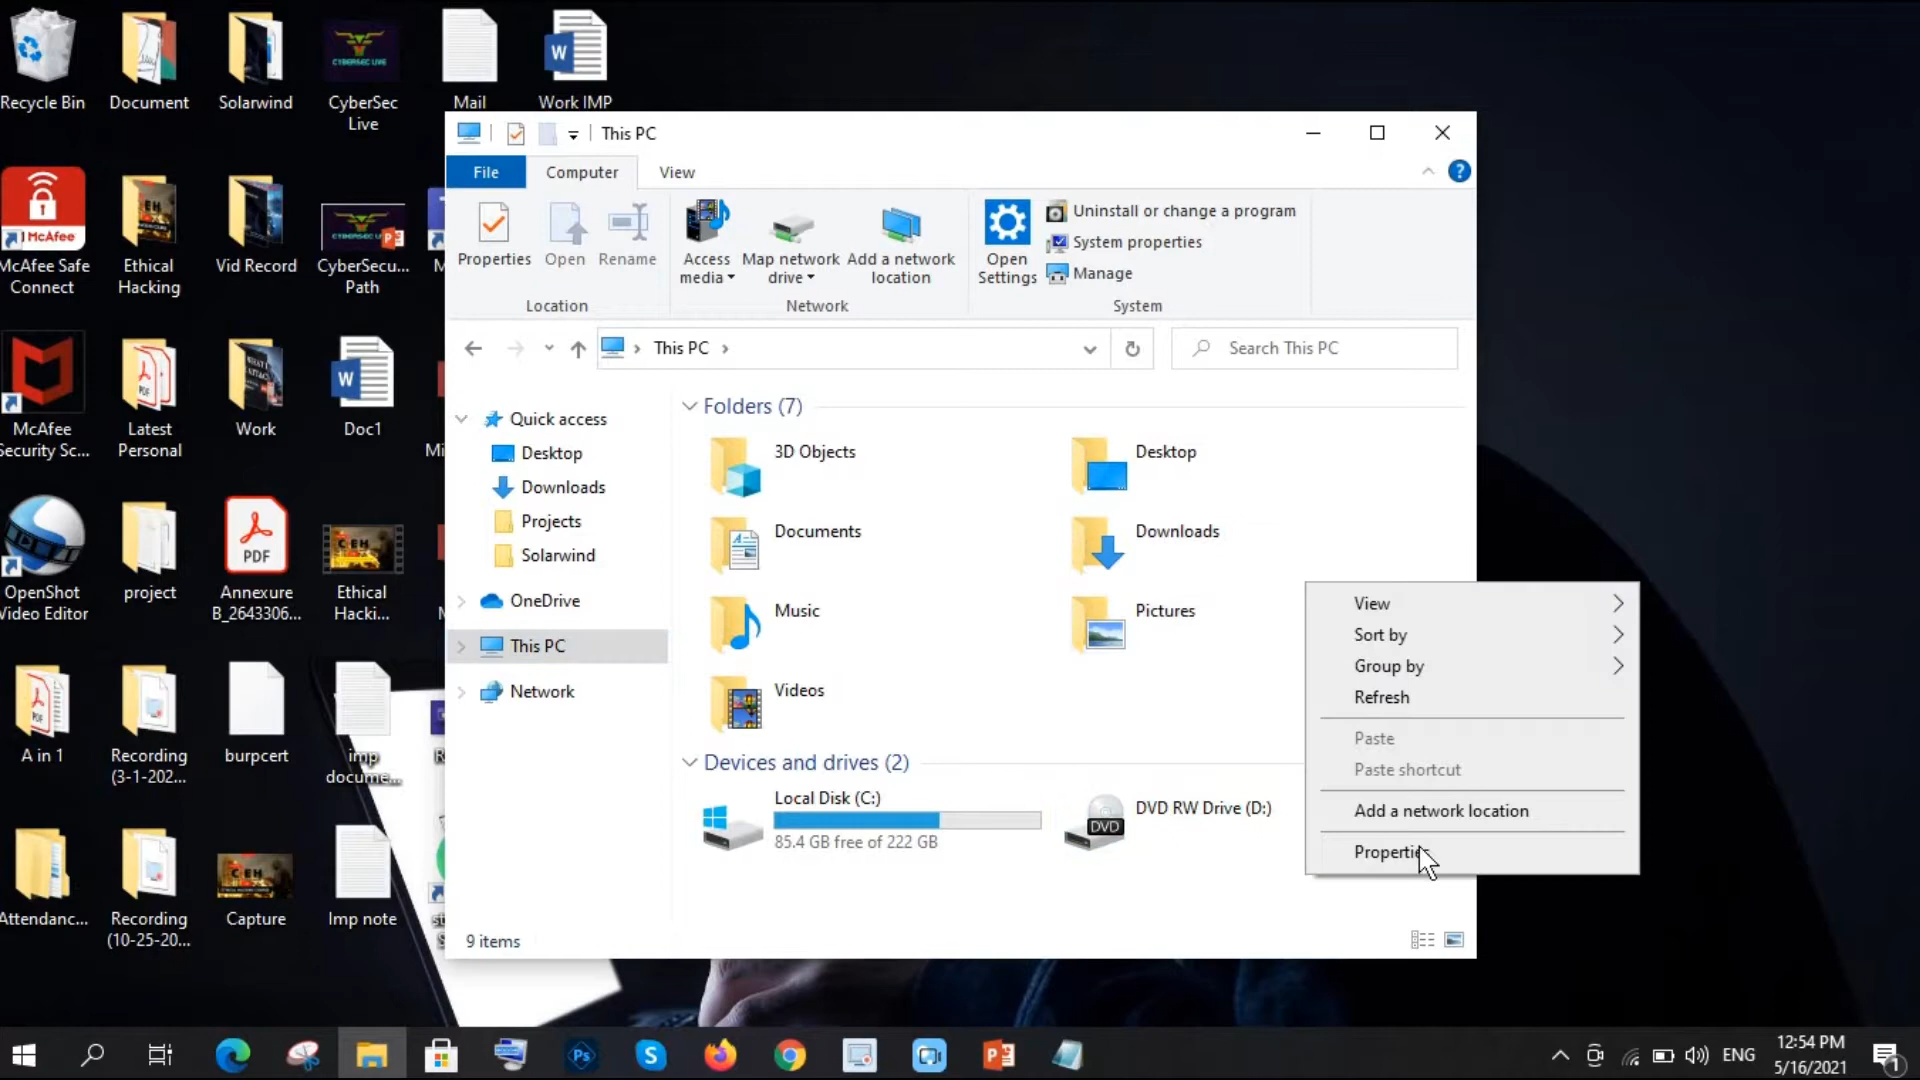 Recycle Bin
Document
Solarwind
CyberSec
Live
Mail
Work IMP
McAfee
McAfee Safe
Connect
Ethical
Hacking
Vid Record
CyberSecu...
Path
McAfee
Security Sc...
Latest
Personal
Work
Doc1
OpenShot
Video Editor
project
PDF
Annexure
B_2643306...
Ethical
Hacki...
A in 1
Recording
(3-1-202...
burpcert
imp
docume...
Attendanc...
Recording
(10-25-20...
Capture
Imp note
This PC
File
Computer
View
Properties
Open
Rename
Location
Access
media
Map network
drive
Add a network
location
Network
Open
Settings
Uninstall or change a program
System properties
Manage
System
This PC
Search This PC
Quick access
Desktop
Downloads
Projects
Solarwind
OneDrive
This PC
Network
Folders (7)
3D Objects
Desktop
Documents
Downloads
Music
Pictures
Videos
Devices and drives (2)
Local Disk (C:)
85.4 GB free of 222 GB
DVD
DVD RW Drive (D:)
9 items
View
Sort by
Group by
Refresh
Paste
Paste shortcut
Add a network location
Properties
ENG
12:54 PM
5/16/2021
1